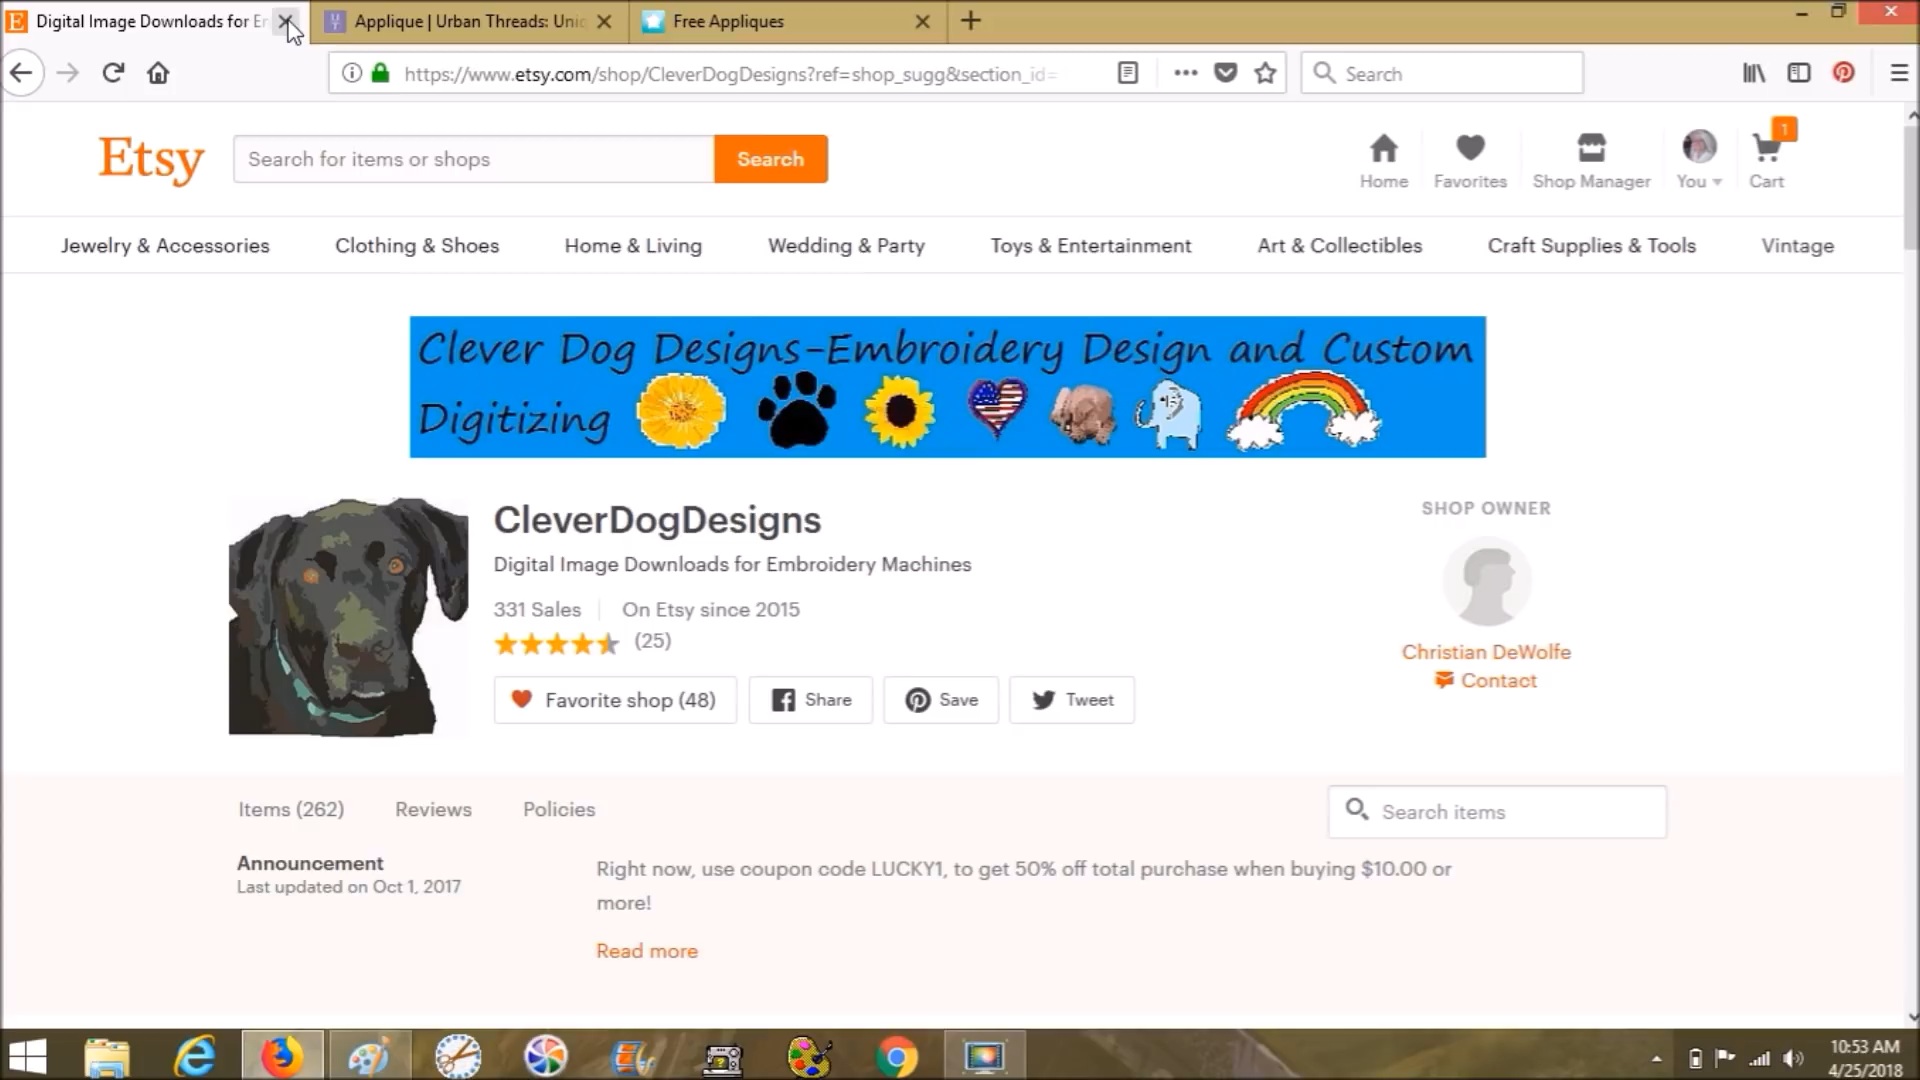 Digital Image Downloads for En
Applique | Urban Threads: Uniq
Free Appliques
https://www.etsy.com/shop/CleverDogDesigns?ref=shop_sugg&section_id=
Search
Etsy
Search for items or shops
Search
Home
Favorites
Shop Manager
You
1
Cart
Jewelry & Accessories
Clothing & Shoes
Home & Living
Wedding & Party
Toys & Entertainment
Art & Collectibles
Craft Supplies & Tools
Vintage
Clever Dog Designs-Embroidery Design and Custom
Digitizing
CleverDogDesigns
Digital Image Downloads for Embroidery Machines
331 Sales
On Etsy since 2015
(25)
Favorite shop (48)
Share
Save
Tweet
SHOP OWNER
Christian DeWolfe
Contact
Items (262)
Reviews
Policies
Search items
Announcement
Last updated on Oct 1, 2017
Right now, use coupon code LUCKY1, to get 50% off total purchase when buying $10.00 or
more!
Read more
10:53 AM
4/25/2018